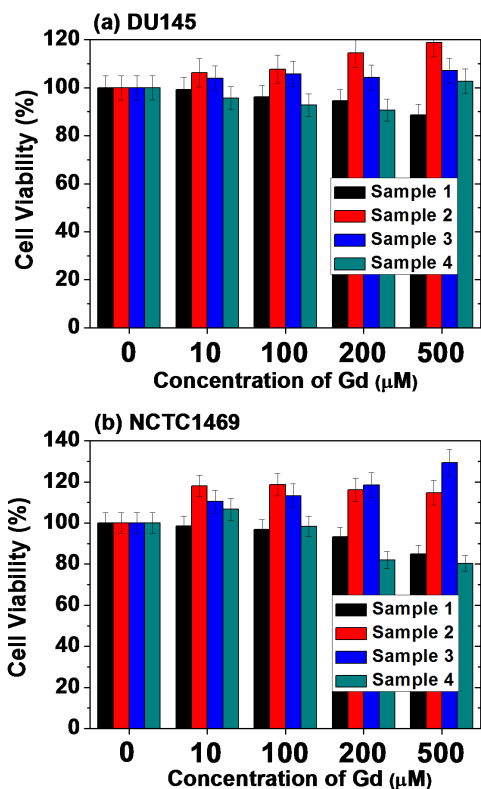 (a) DU145
120
100
80
60
40
20
0
Cell Viability (%)
Sample 1
Sample 2
Sample 3
Sample 4
0 10 100 200 500
Concentration of Gd (μM)
(b) NCTC1469
140
120
100
80
60
40
20
0
Cell Viability (%)
Sample 1
Sample 2
Sample 3
Sample 4
0 10 100 200 500
Concentration of Gd (μM)